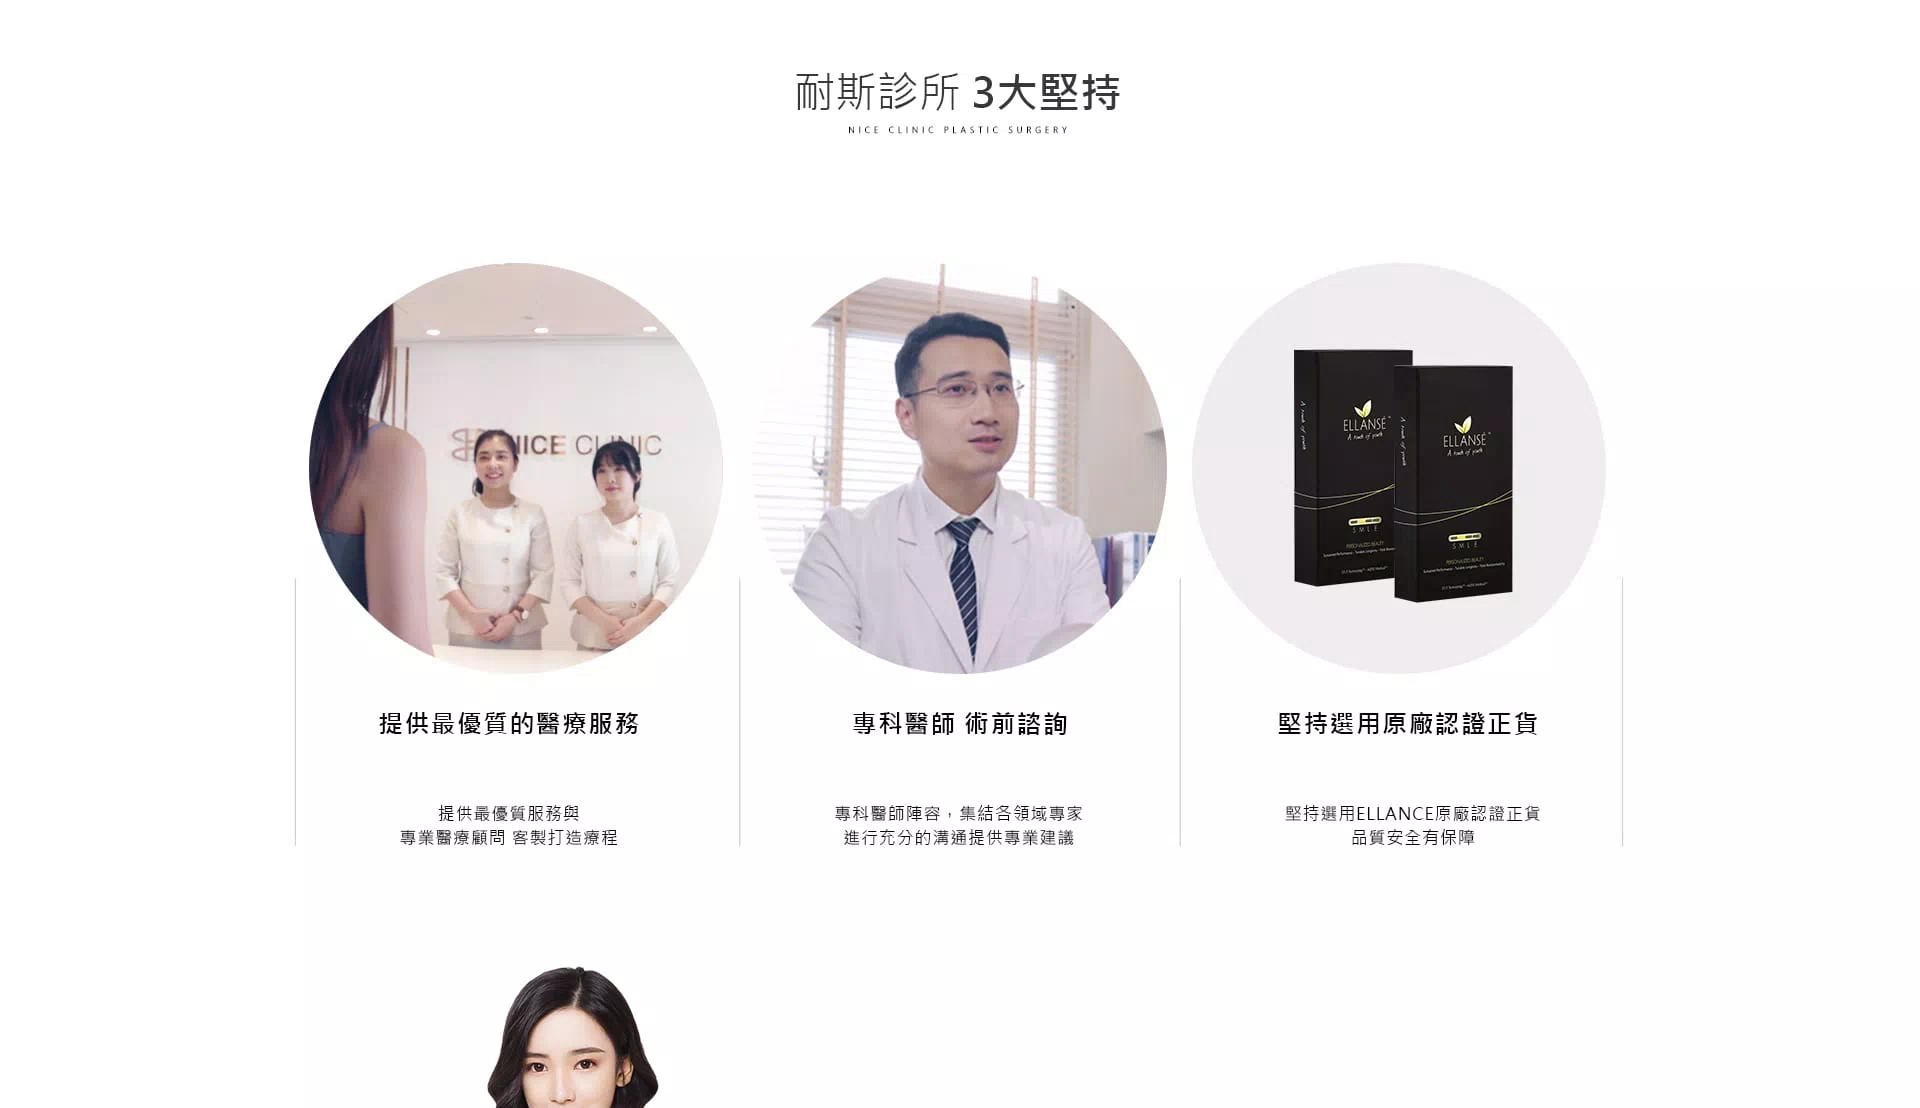 耐斯診所 3大堅持
NICE CLINIC PLASTIC SURGERY
NICE CLINIC
ELLANSÉ
A touch of youth
SMLE
PERSONALIZED BEAUTY
ELLANSÉ
A touch of youth
SMLE
PERSONALIZED BEAUTY
提供最優質的醫療服務
專科醫師 術前諮詢
堅持選用原廠認證正貨
提供最優質服務與
專業醫療顧問 客製打造療程
專科醫師陣容，集結各領域專家
進行充分的溝通提供專業建議
堅持選用ELLANCE原廠認證正貨
品質安全有保障